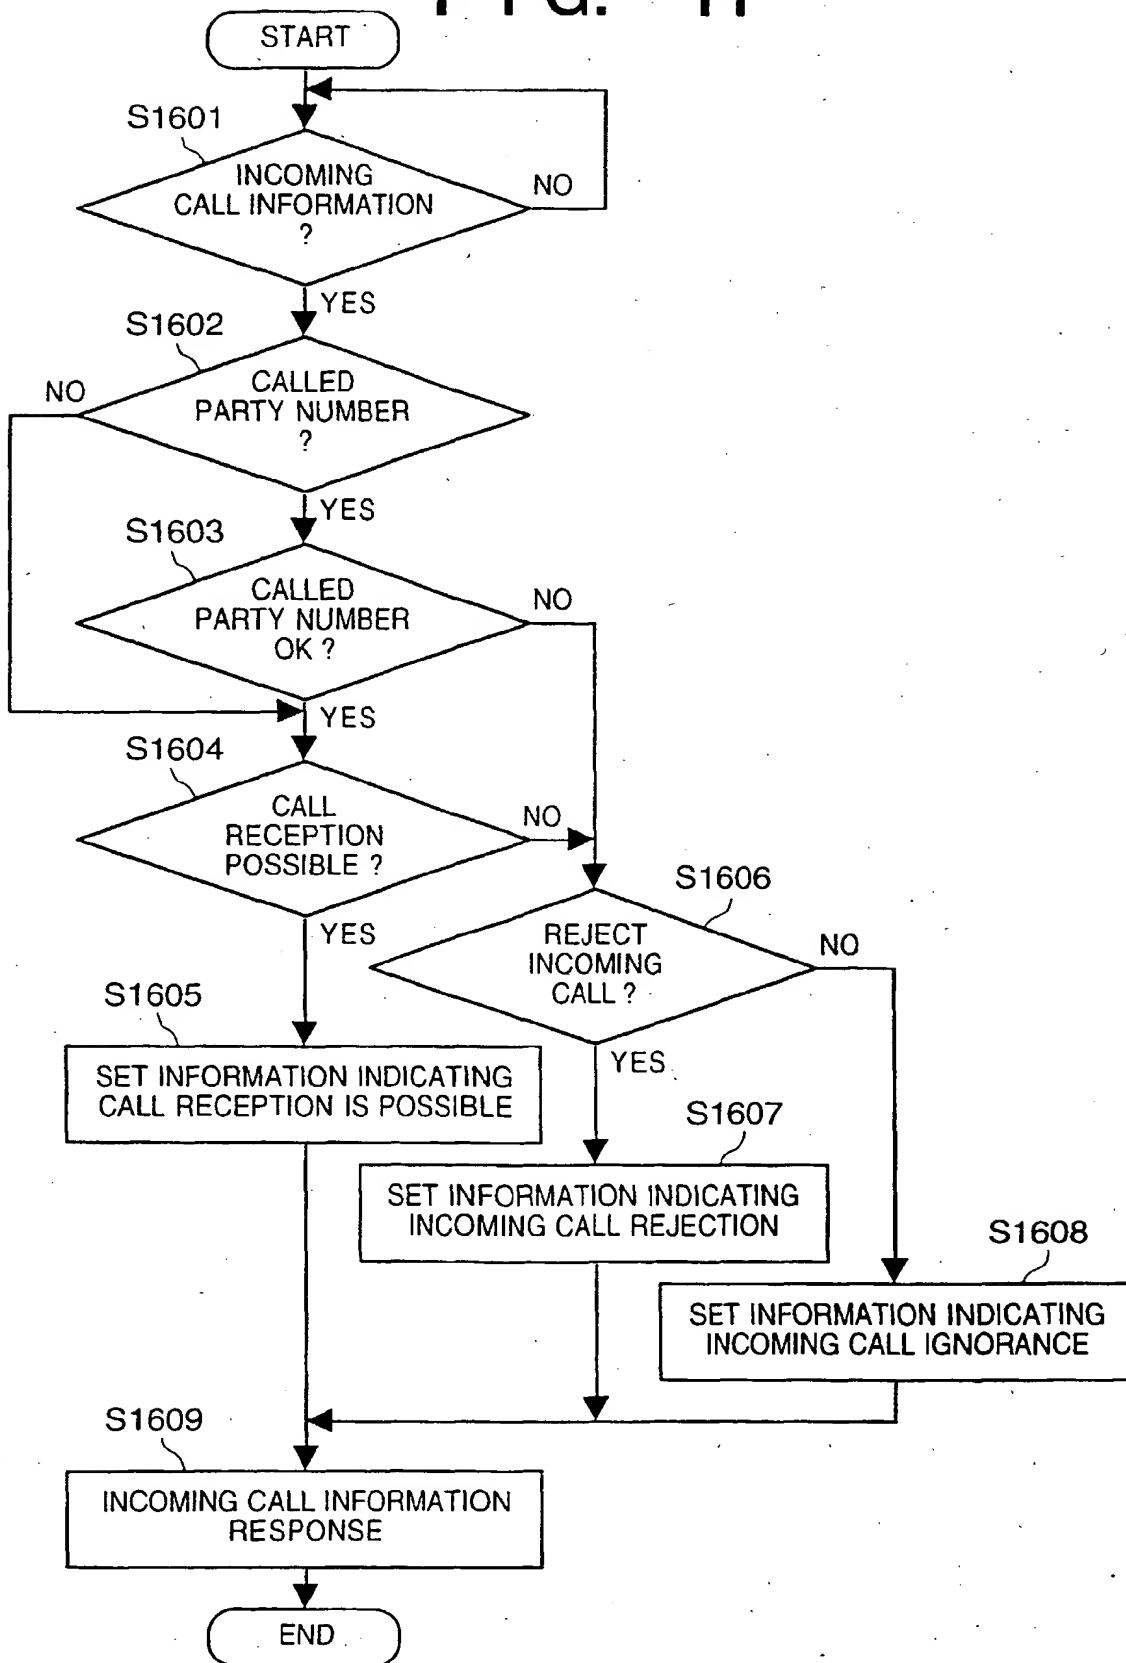 START
S1601
INCOMING
CALL INFORMATION
?
NO
YES
S1602
NO
CALLED
PARTY NUMBER
?
YES
S1603
CALLED
PARTY NUMBER
OK ?
NO
YES
S1604
CALL
RECEPTION
POSSIBLE ?
NO
YES
S1606
REJECT
INCOMING
CALL ?
NO
YES
S1605
SET INFORMATION INDICATING
CALL RECEPTION IS POSSIBLE
S1607
SET INFORMATION INDICATING
INCOMING CALL REJECTION
S1608
SET INFORMATION INDICATING
INCOMING CALL IGNORANCE
S1609
INCOMING CALL INFORMATION
RESPONSE
END